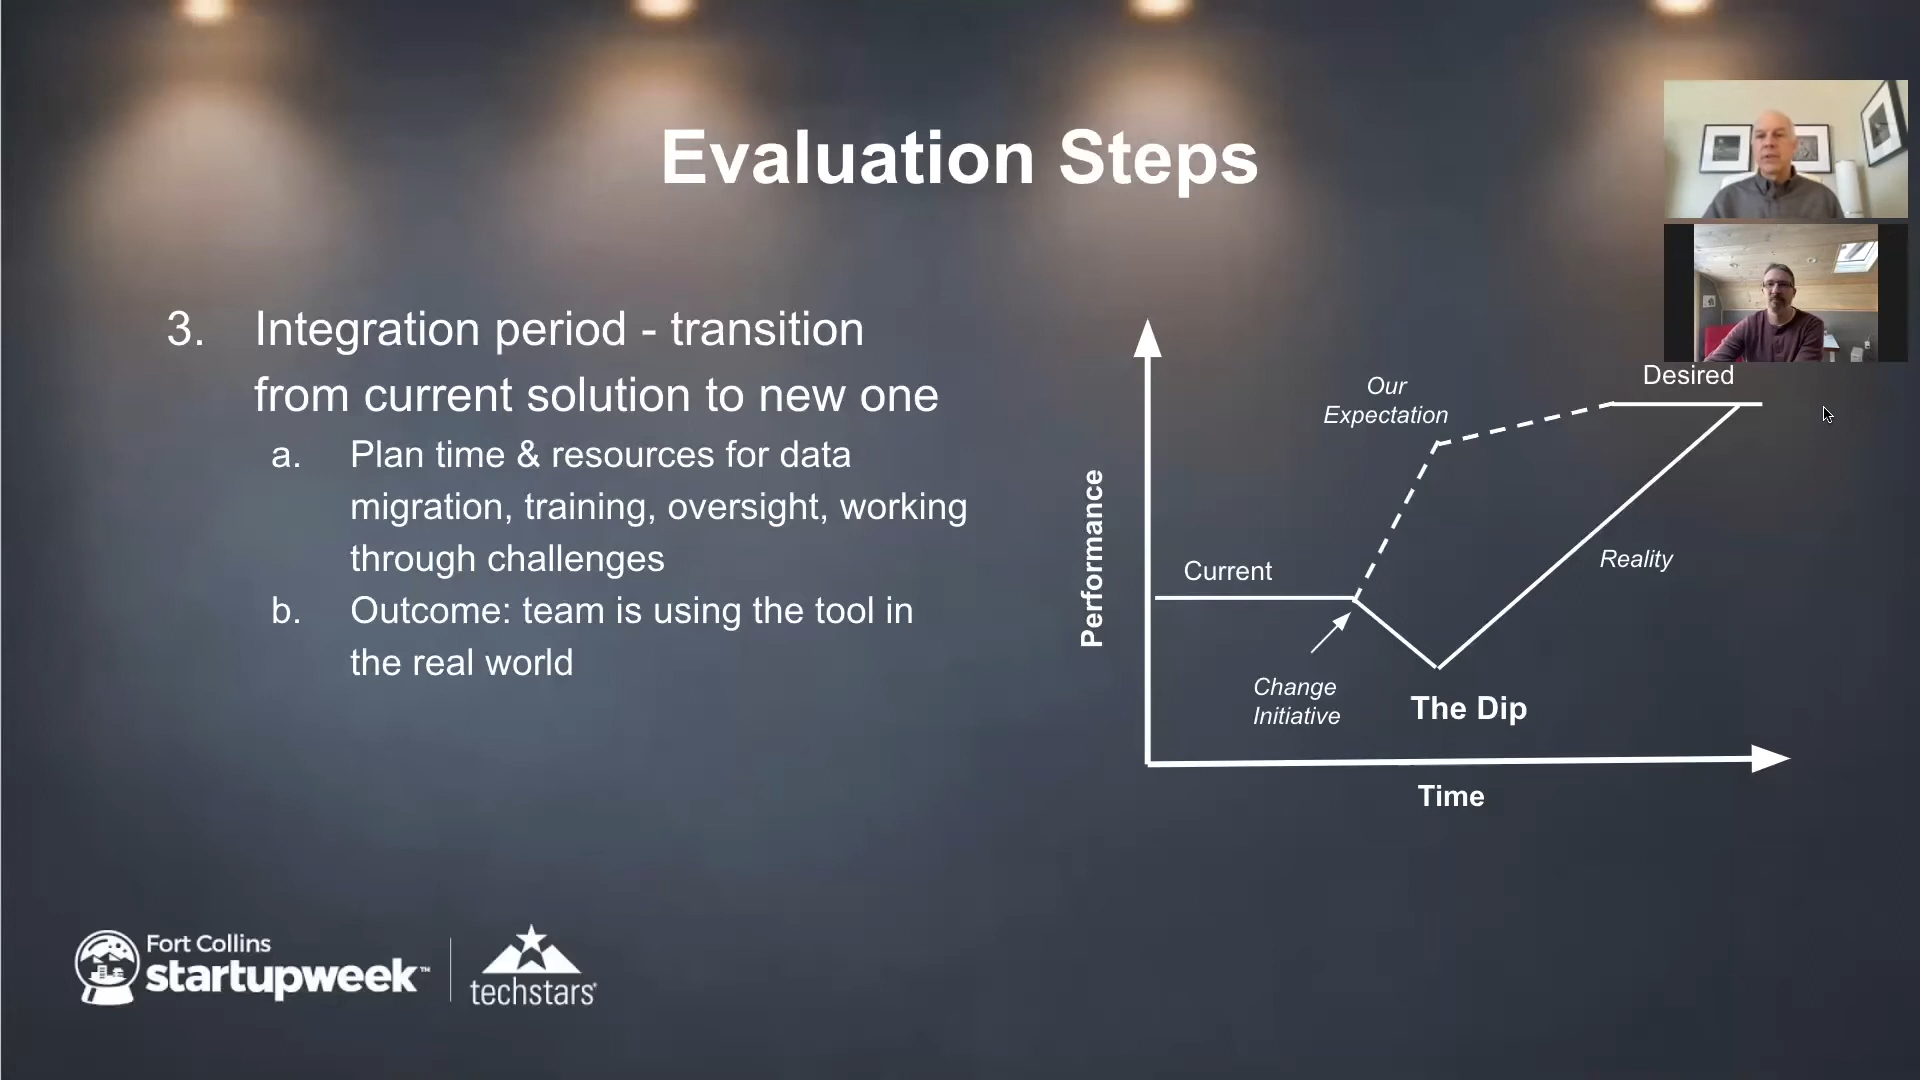 Evaluation Steps
3. Integration period - transition
from current solution to new one
a. Plan time & resources for data
migration, training, oversight, working
through challenges
b. Outcome: team is using the tool in
the real world
Desired
Our
Expectation
Performance
Current
Reality
Change
Initiative
The Dip
Time
Fort Collins
startupweek™
techstars®